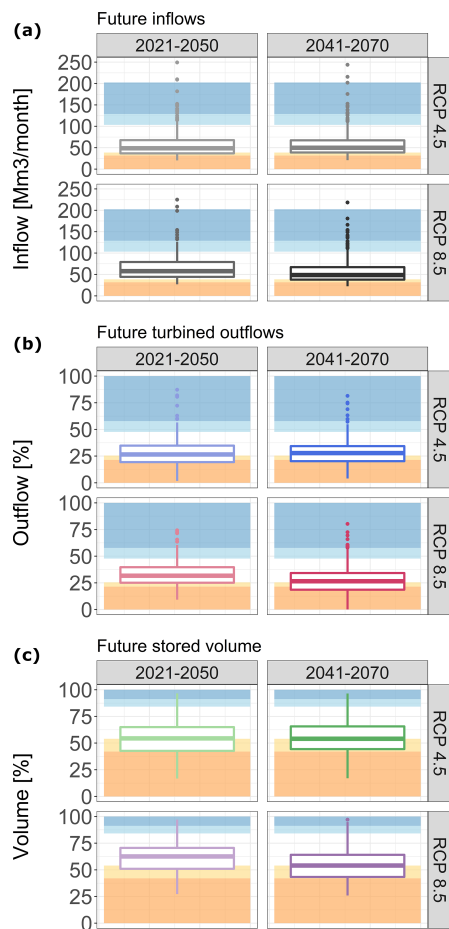 Future inflows
(a)
2021-2050 2041-2070
Inflow [Mm3/month]
250
200
150
100
50
0
RCP 4.5
250
200
150
100
50
0
RCP 8.5
Future turbined outflows
(b)
2021-2050 2041-2070
Outflow [%]
100
75
50
25
0
RCP 4.5
100
75
50
25
0
RCP 8.5
Future stored volume
(c)
2021-2050 2041-2070
Volume [%]
100
75
50
25
0
RCP 4.5
100
75
50
25
0
RCP 8.5